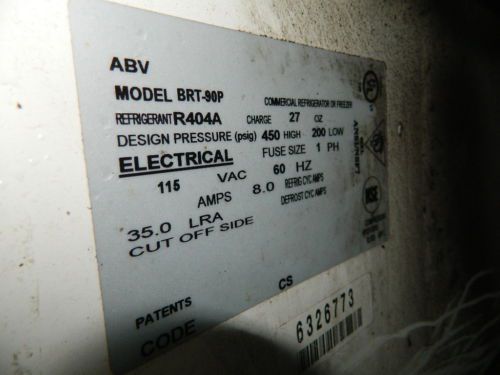 ABV
MODEL BRT-90P COMMERCIAL REFRIGERATOR OR FREEZER
REFRIGERANT R404A CHARGE 27 OZ
DESIGN PRESSURE (psig) 450 HIGH 200 LOW
ELECTRICAL FUSE SIZE 1 PH
115 VAC 60 HZ
AMPS 8.0 REFRIG CYC AMPS
DEFROST CYC AMPS
35.0 LRA
CUT OFF SIDE
CS
PATENTS
CODE
6326773
NSF